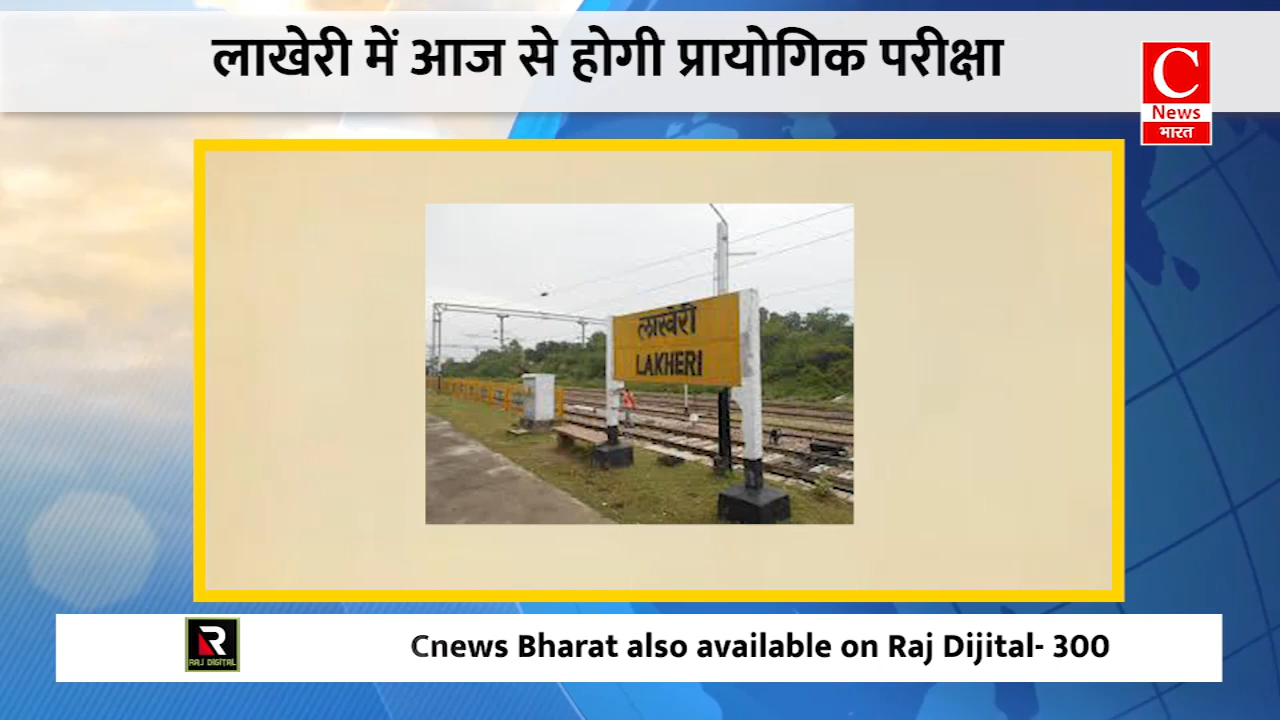 लाखेरी में आज से होगी प्रायोगिक परीक्षा
C
News
भारत
लाखेरी
LAKHERI
R
RAJ DIGITAL
Cnews Bharat also available on Raj Dijital- 300